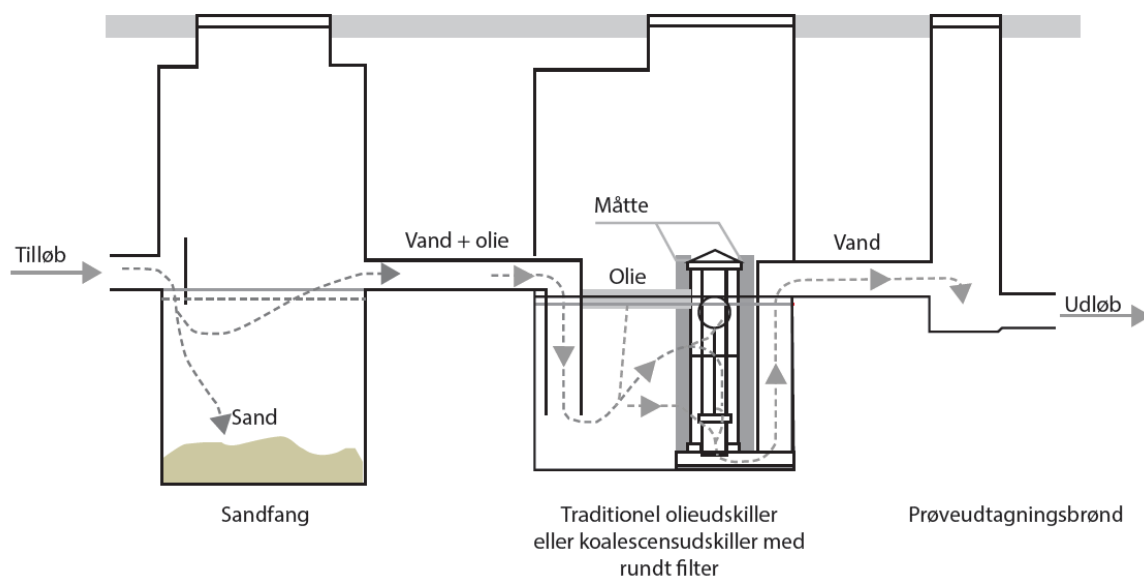 Tilløb
Vand + olie
Måtte
Olie
Vand
Udløb
Sand
Sandfang
Traditionel olieudskiller
eller koalescensudskiller med
rundt filter
Prøveudtagningsbrønd